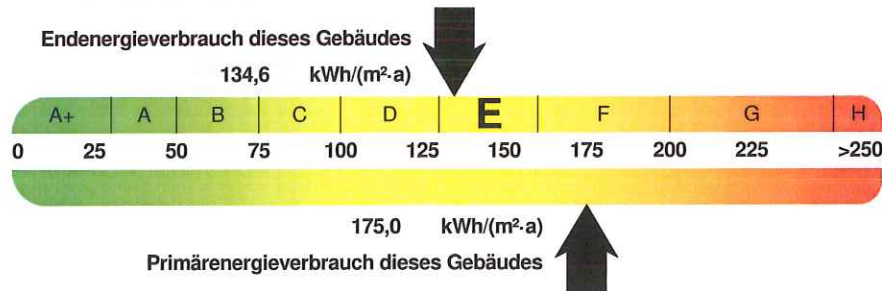 Endenergieverbrauch dieses Gebäudes
134,6 kWh/(m²·a)
A+ A B C D E F G H
0 25 50 75 100 125 150 175 200 225 >250
175,0 kWh/(m²·a)
Primärenergieverbrauch dieses Gebäudes